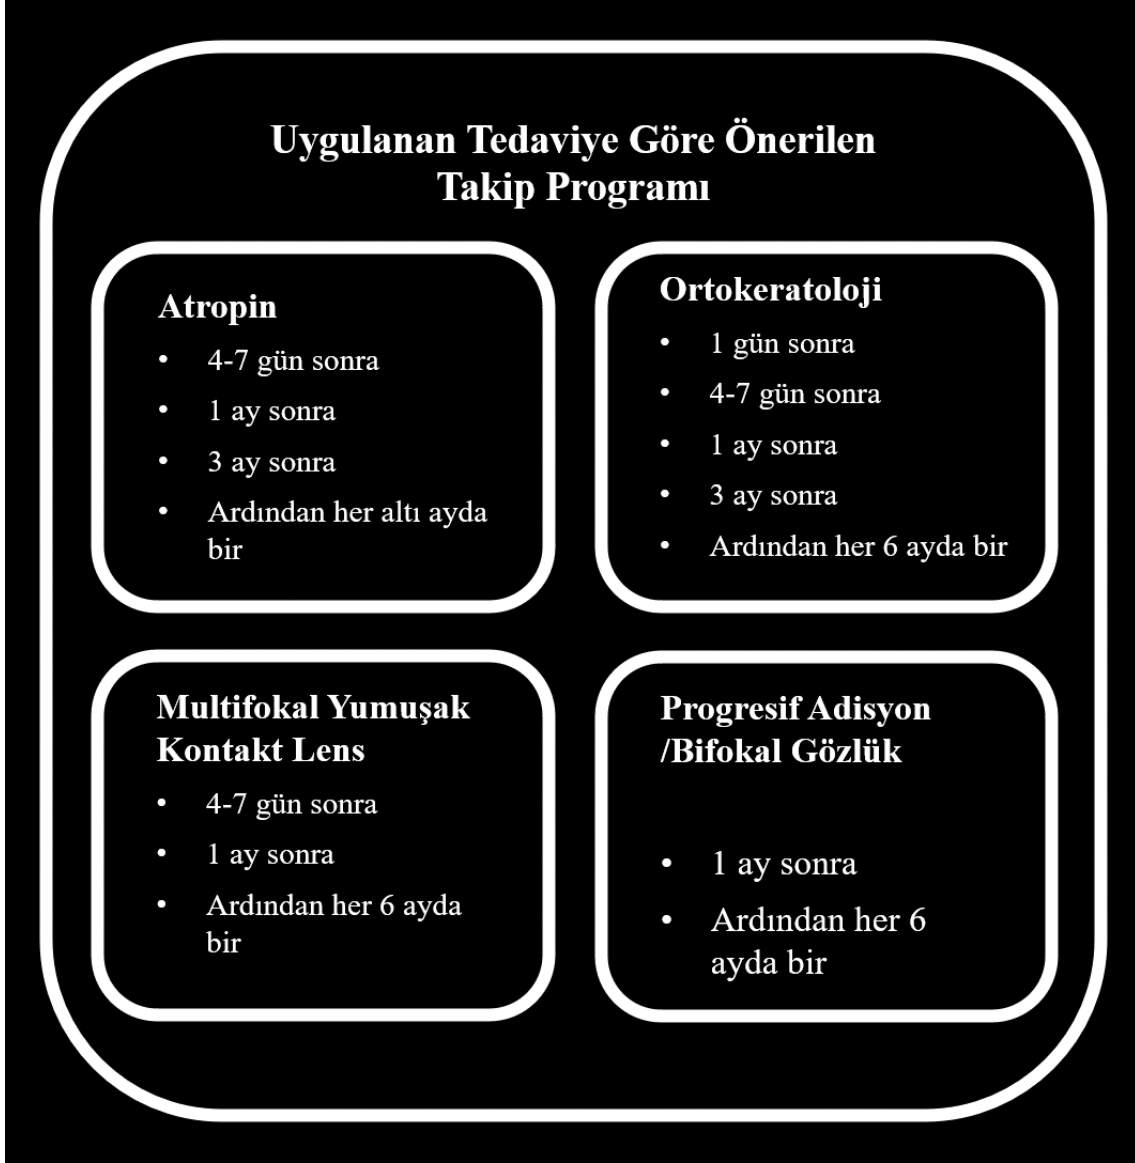 Uygulanan Tedaviye Göre Önerilen
Takip Programı
Atropin
• 4-7 gün sonra
• 1 ay sonra
• 3 ay sonra
• Ardından her altı ayda
bir
Ortokeratoloji
• 1 gün sonra
• 4-7 gün sonra
• 1 ay sonra
• 3 ay sonra
• Ardından her 6 ayda bir
Multifokal Yumuşak
Kontakt Lens
• 4-7 gün sonra
• 1 ay sonra
• Ardından her 6 ayda
bir
Progresif Adisyon
/Bifokal Gözlük
• 1 ay sonra
• Ardından her 6
ayda bir